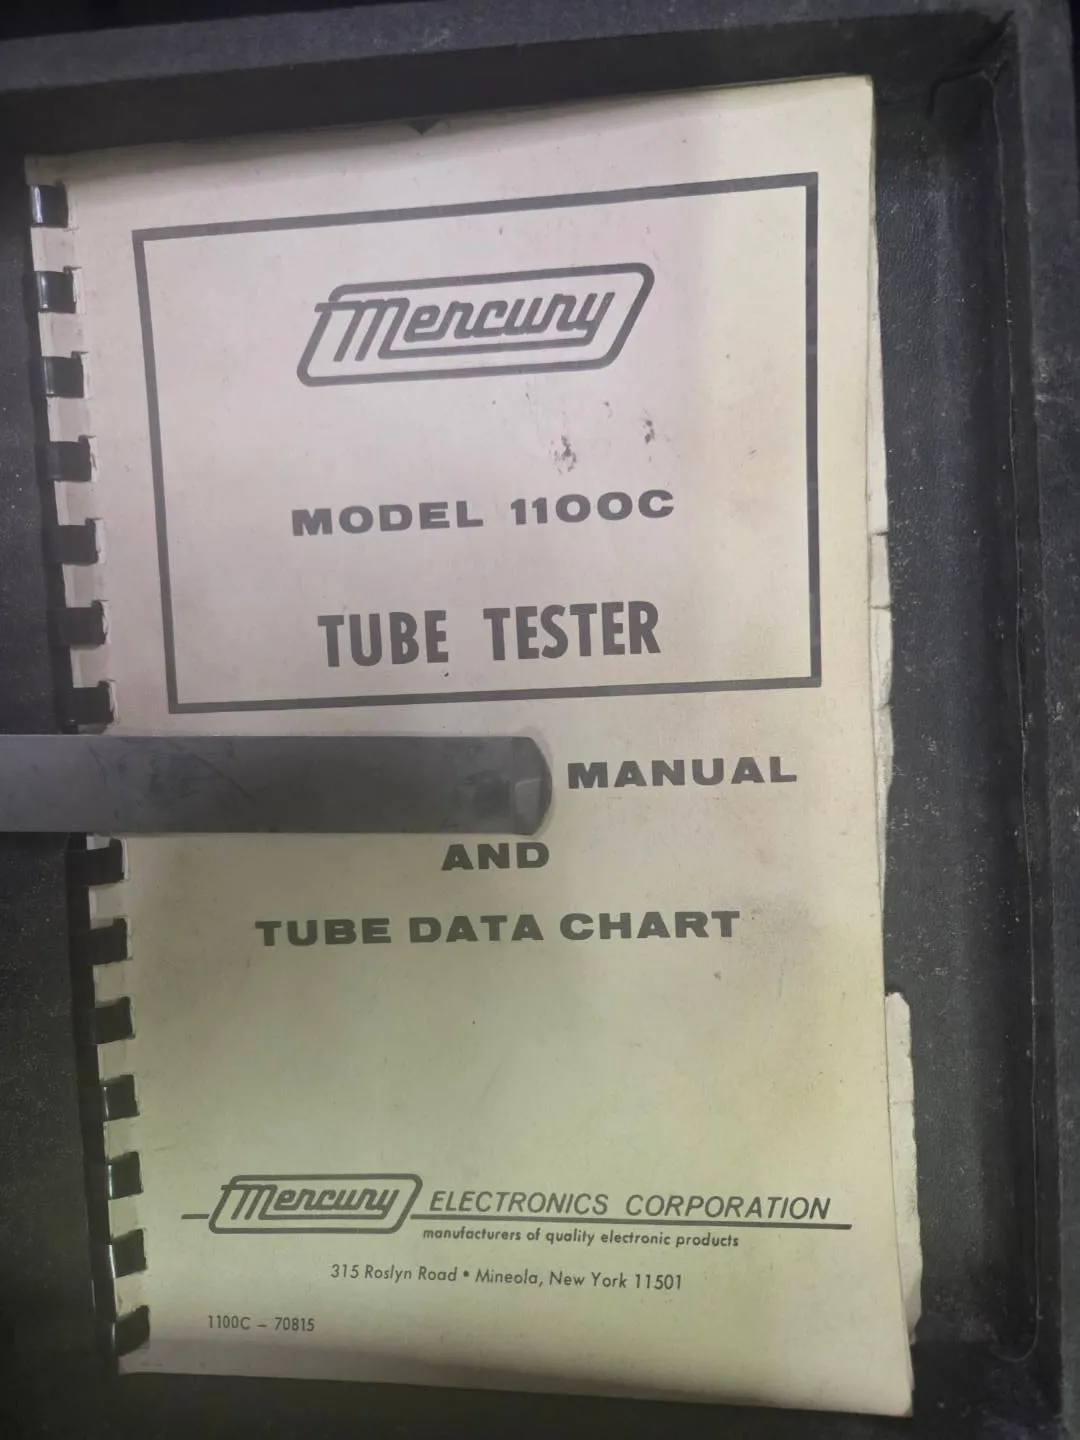 Mercury
MODEL 1100C
TUBE TESTER
MANUAL
AND
TUBE DATA CHART
Mercury ELECTRONICS CORPORATION
manufacturers of quality electronic products
315 Roslyn Road • Mineola, New York 11501
1100C – 70815